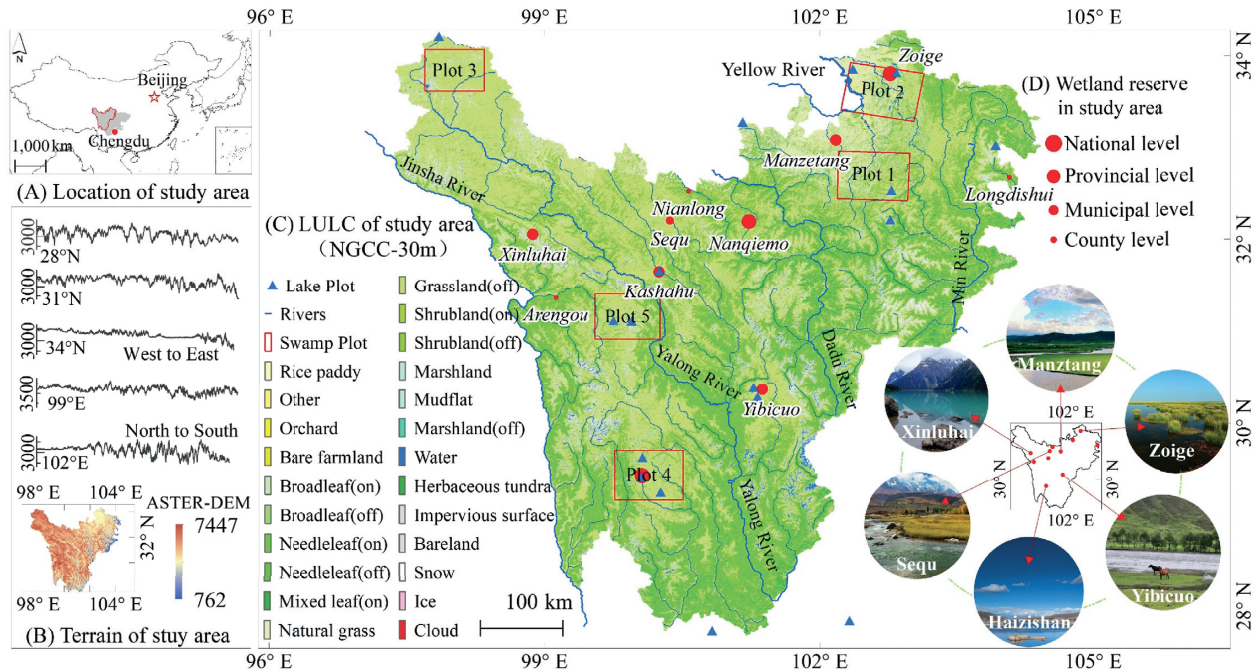 96° E
99° E
102° E
105° E
N
Beijing
Chengdu
1,000 km
(A) Location of study area
3000
28°N
3000
31°N
3000
34°N
West to East
3500
99°E
North to South
3000
102°E
98° E
104° E
ASTER-DEM
7447
32° N
762
98° E
104° E
(B) Terrain of stuy area
(C) LULC of study area
(NGCC-30m)
Lake Plot
Rivers
Swamp Plot
Rice paddy
Other
Orchard
Bare farmland
Broadleaf(on)
Broadleaf(off)
Needleleaf(on)
Needleleaf(off)
Mixed leaf(on)
Natural grass
Grassland(off)
Shrubland(on)
Shrubland(off)
Marshland
Mudflat
Marshland(off)
Water
Herbaceous tundra
Impervious surface
Bareland
Snow
Ice
Cloud
100 km
Plot 3
Yellow River
Zoige
Plot 2
Manzetang
Plot 1
Longdishui
Jinsha River
Nianlong
Sequ
Nanqiemo
Xinluhai
Kashahu
Arengou
Plot 5
Yalong River
Dadu River
Min River
Yibicuo
Plot 4
Yalong River
(D) Wetland reserve
in study area
National level
Provincial level
Municipal level
County level
Manztang
Xinluhai
Zoige
Sequ
Haizishan
Yibicuo
102° E
30° N
30° N
102° E
34° N
32° N
30° N
28° N
96° E
99° E
102° E
105° E